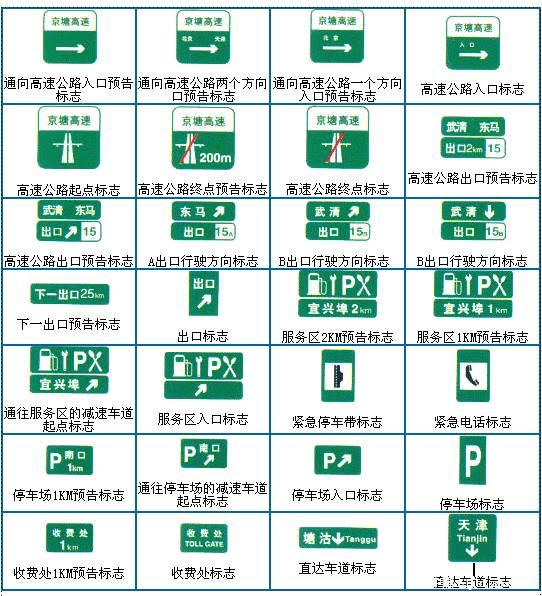 京塘高速
京塘高速
北京 天津
京塘高速
北京
京塘高速
入口
通向高速公路入口预告
标志
通向高速公路两个方向
口预告标志
通向高速公路一个方向
入口预告标志
高速公路入口标志
京塘高速
京塘高速
200m
京塘高速
武清 东马
出口2km 15
高速公路起点标志
高速公路终点预告标志
高速公路终点标志
高速公路出口预告标志
武清 东马
出口 15
东马
出口 15A
武清
出口 15B
武清
出口 15B
高速公路出口预告标志
A出口行驶方向标志
B出口行驶方向标志
B出口行驶方向标志
下一出口25km
出口
PX
宜兴埠 2km
PX
宜兴埠 1km
下一出口预告标志
出口标志
服务区2KM预告标志
服务区1KM预告标志
PX
宜兴埠
PX
通往服务区的减速车道
起点标志
服务区入口标志
紧急停车带标志
紧急电话标志
P 南口
1km
P 南口
P
P
停车场1KM预告标志
通往停车场的减速车道
起点标志
停车场入口标志
停车场标志
收费处
1km
收费处
TOLL GATE
塘沽 Tanggu
天津
Tianjin
收费处1KM预告标志
收费处标志
直达车道标志
直达车道标志